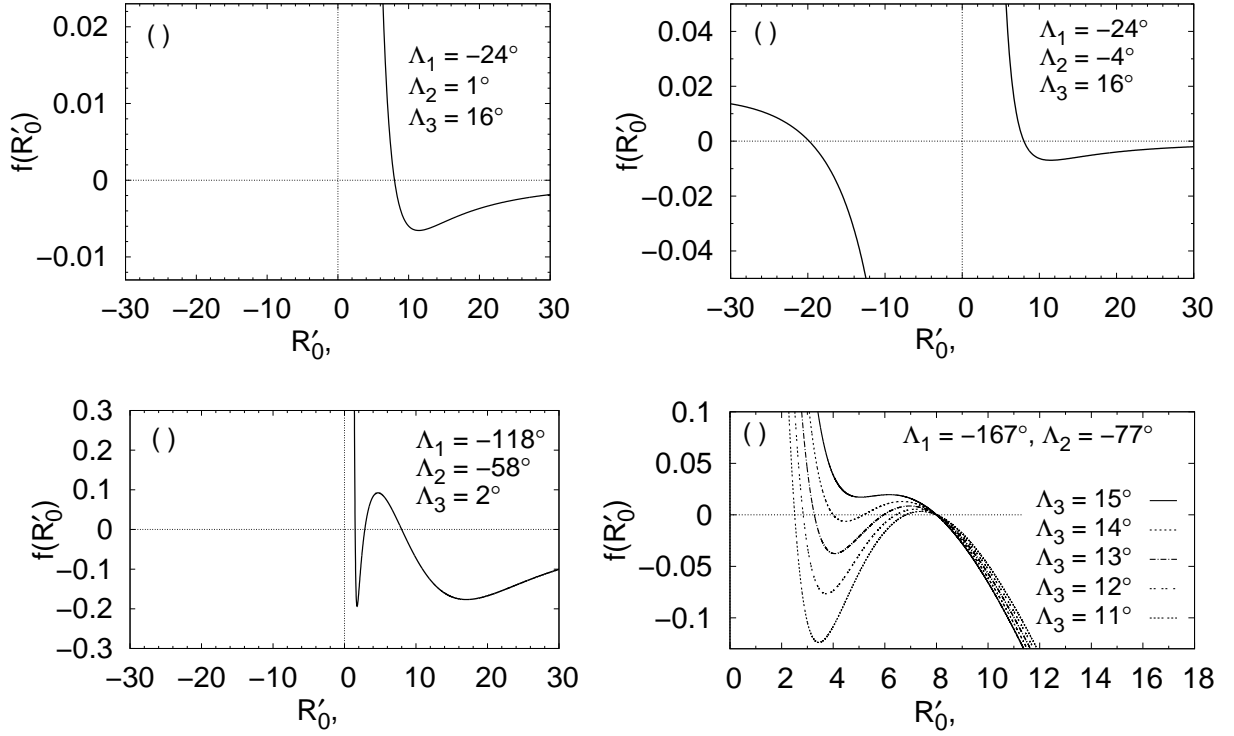 ( )
Λ1 = −24°
Λ2 = 1°
Λ3 = 16°
f(R′0)
0.02
0.01
0
−0.01
−30 −20 −10 0 10 20 30
R′0,
( )
Λ1 = −24°
Λ2 = −4°
Λ3 = 16°
f(R′0)
0.04
0.02
0
−0.02
−0.04
−30 −20 −10 0 10 20 30
R′0,
( )
Λ1 = −118°
Λ2 = −58°
Λ3 = 2°
f(R′0)
0.3
0.2
0.1
0
−0.1
−0.2
−0.3
−30 −20 −10 0 10 20 30
R′0,
( )
Λ1 = −167°, Λ2 = −77°
Λ3 = 15°
Λ3 = 14°
Λ3 = 13°
Λ3 = 12°
Λ3 = 11°
f(R′0)
0.1
0.05
0
−0.05
−0.1
0 2 4 6 8 10 12 14 16 18
R′0,